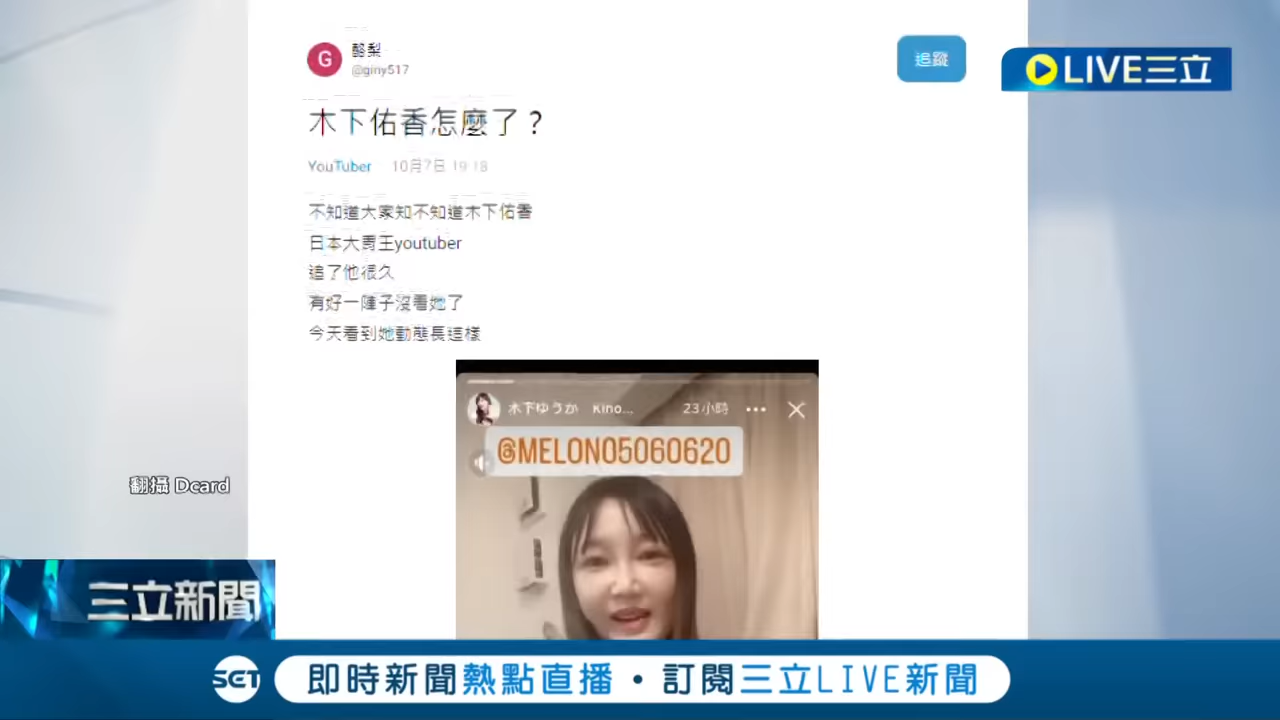 G
酪梨
@giny517
追蹤
LIVE三立
木下佑香怎麼了？
YouTuber 10月7日 19:18
不知道大家知不知道木下佑香
日本大胃王youtuber
追了他很久
有好一陣子沒看她了
今天看到她動態長這樣
木下ゆうか Kino... 23小時
@MELON05060620
翻攝 Dcard
三立新聞
SET 即時新聞熱點直播・訂閱三立LIVE新聞